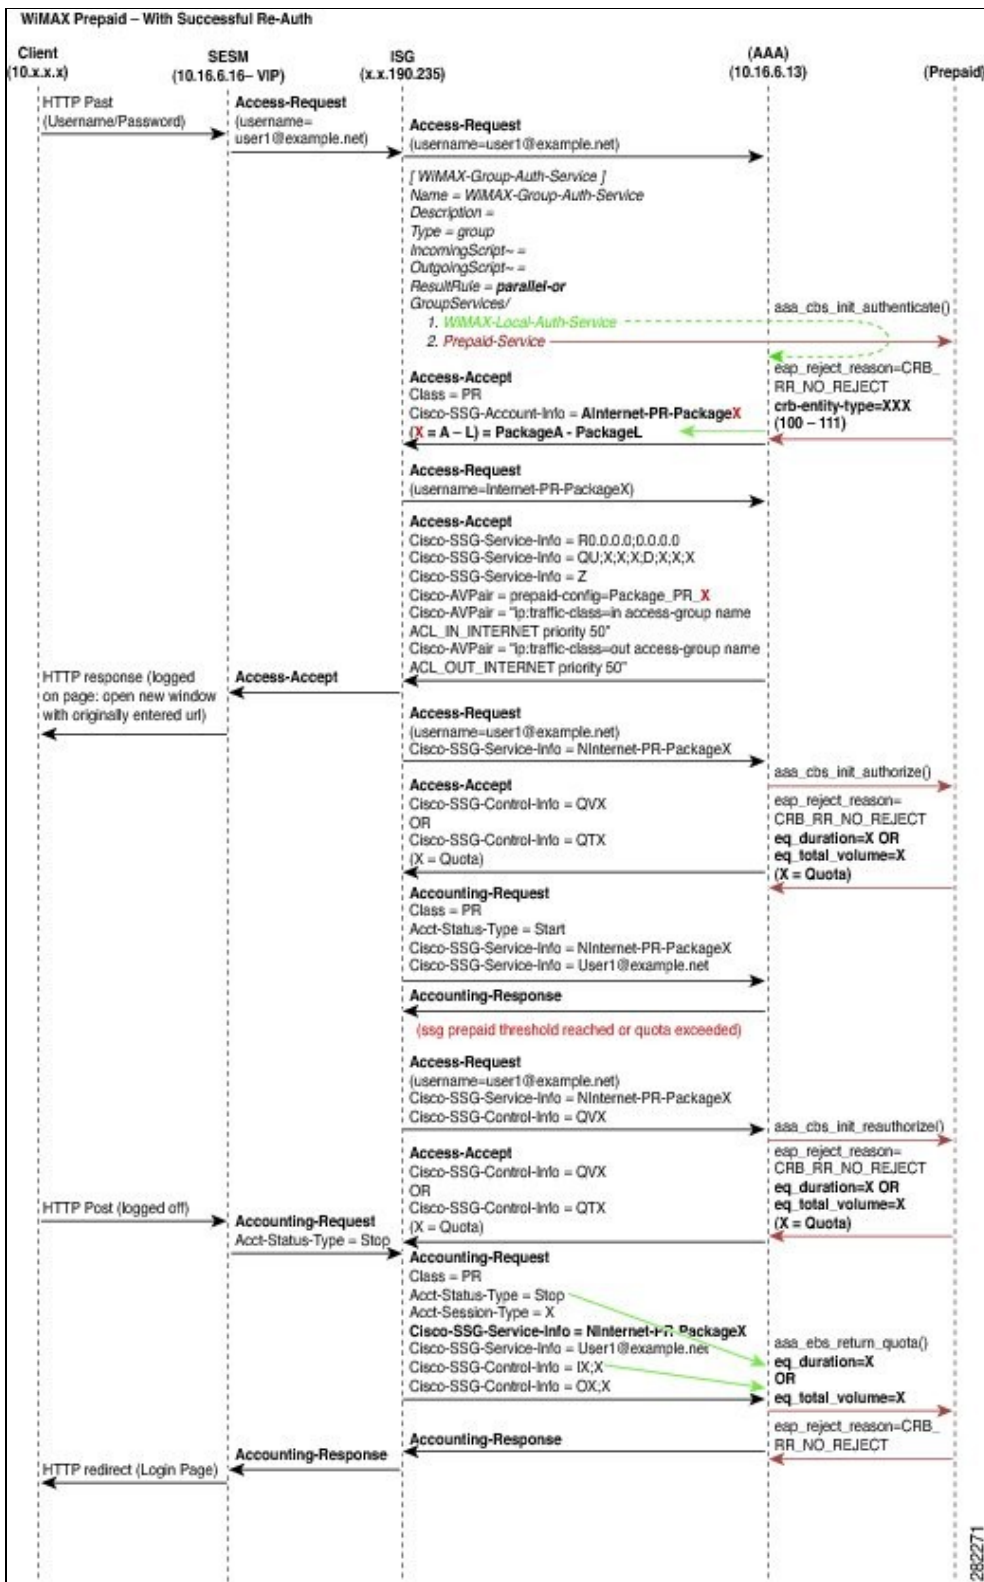 WiMAX Prepaid – With Successful Re-Auth
Client
(10.x.x.x)
SESM
(10.16.6.16– VIP)
ISG
(x.x.190.235)
(AAA)
(10.16.6.13)
(Prepaid)
HTTP Past
(Username/Password)
Access-Request
(username=
user1@example.net)
Access-Request
(username=user1@example.net)
[ WiMAX-Group-Auth-Service ]
Name = WiMAX-Group-Auth-Service
Description =
Type = group
IncomingScript~ =
OutgoingScript~ =
ResultRule = parallel-or
GroupServices/
1. WiMAX-Local-Auth-Service
2. Prepaid-Service
aaa_cbs_init_authenticate()
eap_reject_reason=CRB_
RR_NO_REJECT
crb-entity-type=XXX
(100 – 111)
Access-Accept
Class = PR
Cisco-SSG-Account-Info = AInternet-PR-PackageX
(X = A – L) = PackageA - PackageL
Access-Request
(username=Internet-PR-PackageX)
Access-Accept
Cisco-SSG-Service-Info = R0.0.0.0;0.0.0.0
Cisco-SSG-Service-Info = QU;X;X;X;D;X;X;X
Cisco-SSG-Service-Info = Z
Cisco-AVPair = prepaid-config=Package_PR_X
Cisco-AVPair = "ip:traffic-class=in access-group name
ACL_IN_INTERNET priority 50"
Cisco-AVPair = "ip:traffic-class=out access-group name
ACL_OUT_INTERNET priority 50"
HTTP response (logged
on page: open new window
with originally entered url)
Access-Accept
Access-Request
(username=user1@example.net)
Cisco-SSG-Service-Info = NInternet-PR-PackageX
aaa_cbs_init_authorize()
Access-Accept
Cisco-SSG-Control-Info = QVX
OR
Cisco-SSG-Control-Info = QTX
(X = Quota)
eap_reject_reason=
CRB_RR_NO_REJECT
eq_duration=X OR
eq_total_volume=X
(X = Quota)
Accounting-Request
Class = PR
Acct-Status-Type = Start
Cisco-SSG-Service-Info = NInternet-PR-PackageX
Cisco-SSG-Service-Info = User1@example.net
Accounting-Response
(ssg prepaid threshold reached or quota exceeded)
Access-Request
(username=user1@example.net)
Cisco-SSG-Service-Info = NInternet-PR-PackageX
Cisco-SSG-Control-Info = QVX
aaa_cbs_init_reauthorize()
Access-Accept
Cisco-SSG-Control-Info = QVX
OR
Cisco-SSG-Control-Info = QTX
(X = Quota)
eap_reject_reason=
CRB_RR_NO_REJECT
eq_duration=X OR
eq_total_volume=X
(X = Quota)
HTTP Post (logged off)
Accounting-Request
Acct-Status-Type = Stop
Accounting-Request
Class = PR
Acct-Status-Type = Stop
Acct-Session-Type = X
Cisco-SSG-Service-Info = NInternet-PR-PackageX
Cisco-SSG-Service-Info = User1@example.net
Cisco-SSG-Control-Info = IX;X
Cisco-SSG-Control-Info = OX;X
aaa_ebs_return_quota()
eq_duration=X
OR
eq_total_volume=X
eap_reject_reason=CRB_
RR_NO_REJECT
Accounting-Response
Accounting-Response
HTTP redirect (Login Page)
282271